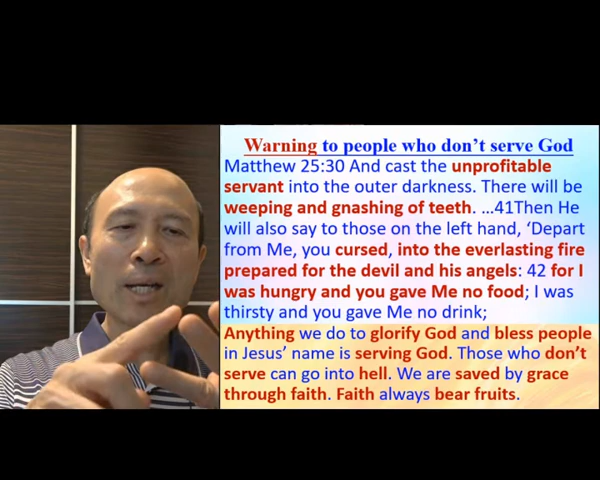 Warning to people who don't serve God
Matthew 25:30 And cast the unprofitable
servant into the outer darkness. There will be
weeping and gnashing of teeth. …41Then He
will also say to those on the left hand, ‘Depart
from Me, you cursed, into the everlasting fire
prepared for the devil and his angels: 42 for I
was hungry and you gave Me no food; I was
thirsty and you gave Me no drink;
Anything we do to glorify God and bless people
in Jesus’ name is serving God. Those who don’t
serve can go into hell. We are saved by grace
through faith. Faith always bear fruits.